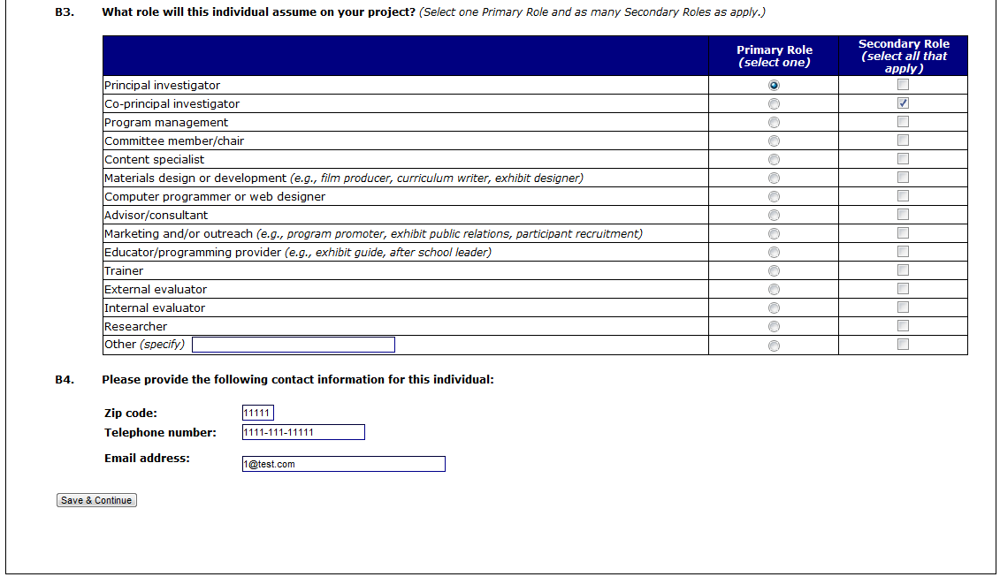 B3. What role will this individual assume on your project? (Select one Primary Role and as many Secondary Roles as apply.)
Primary Role
(select one)
Secondary Role
(select all that
apply)
Principal investigator
Co-principal investigator
Program management
Committee member/chair
Content specialist
Materials design or development (e.g., film producer, curriculum writer, exhibit designer)
Computer programmer or web designer
Advisor/consultant
Marketing and/or outreach (e.g., program promoter, exhibit public relations, participant recruitment)
Educator/programming provider (e.g., exhibit guide, after school leader)
Trainer
External evaluator
Internal evaluator
Researcher
Other (specify)
B4. Please provide the following contact information for this individual:
Zip code: 11111
Telephone number: 1111-111-11111
Email address: 1@test.com
Save & Continue